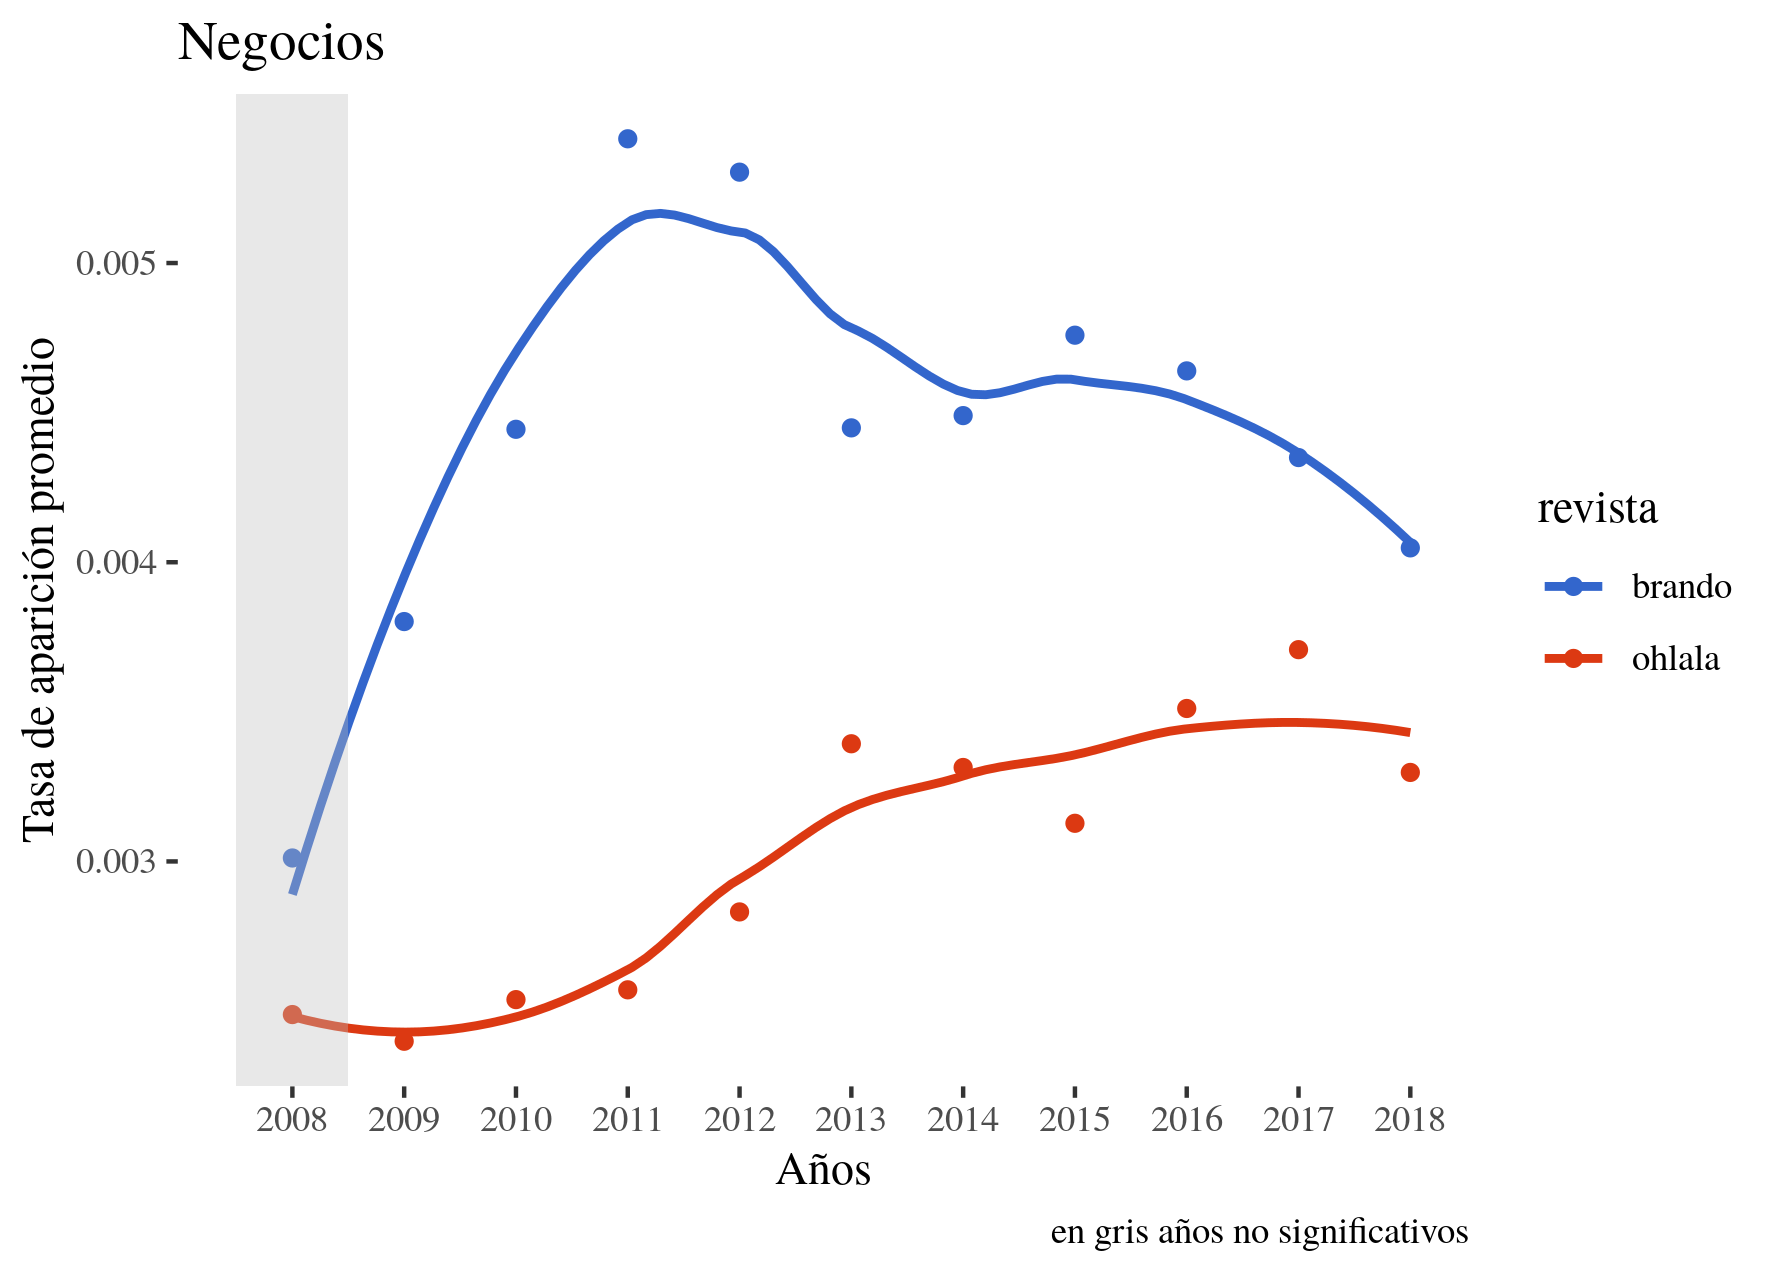 Negocios
Tasa de aparición promedio
0.005
0.004
0.003
2008 2009 2010 2011 2012 2013 2014 2015 2016 2017 2018
Años
revista
brando
ohlala
en gris años no significativos